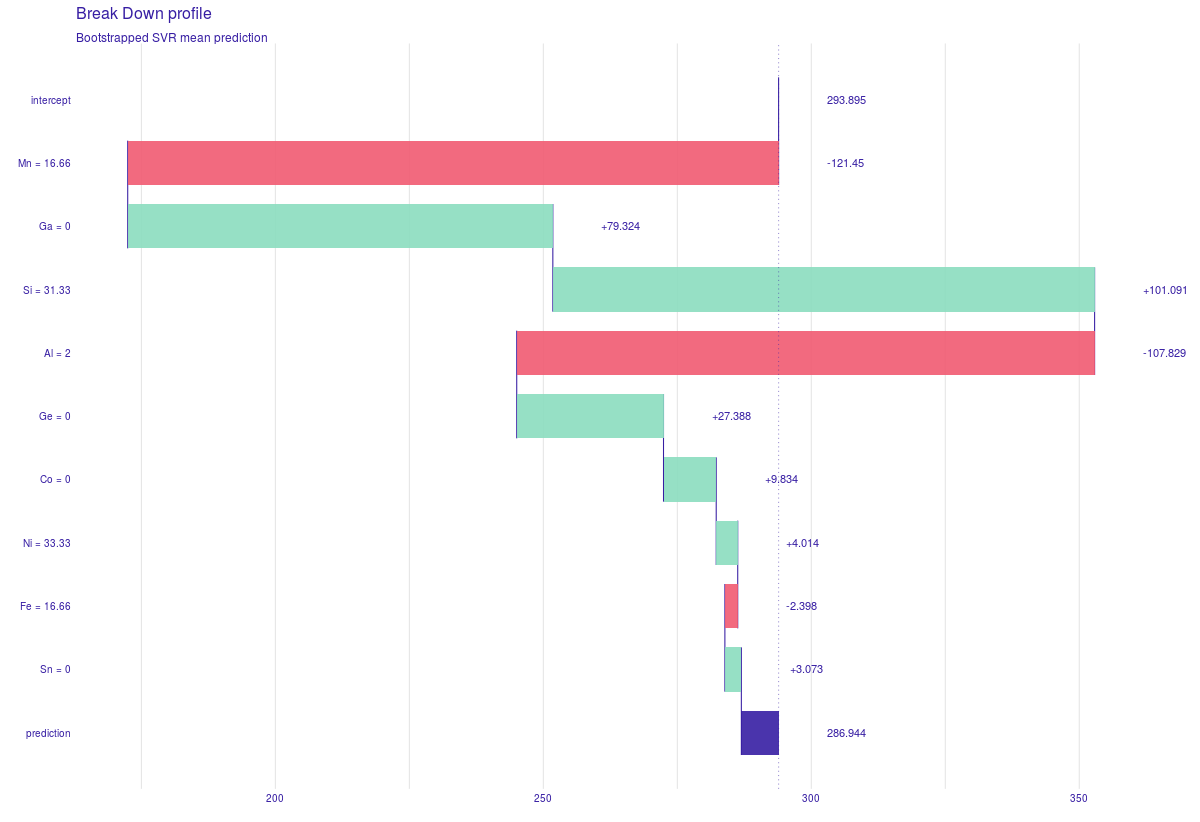 Break Down profile
Bootstrapped SVR mean prediction
intercept 293.895
Mn = 16.66 -121.45
Ga = 0 +79.324
Si = 31.33 +101.091
Al = 2 -107.829
Ge = 0 +27.388
Co = 0 +9.834
Ni = 33.33 +4.014
Fe = 16.66 -2.398
Sn = 0 +3.073
prediction 286.944
200 250 300 350